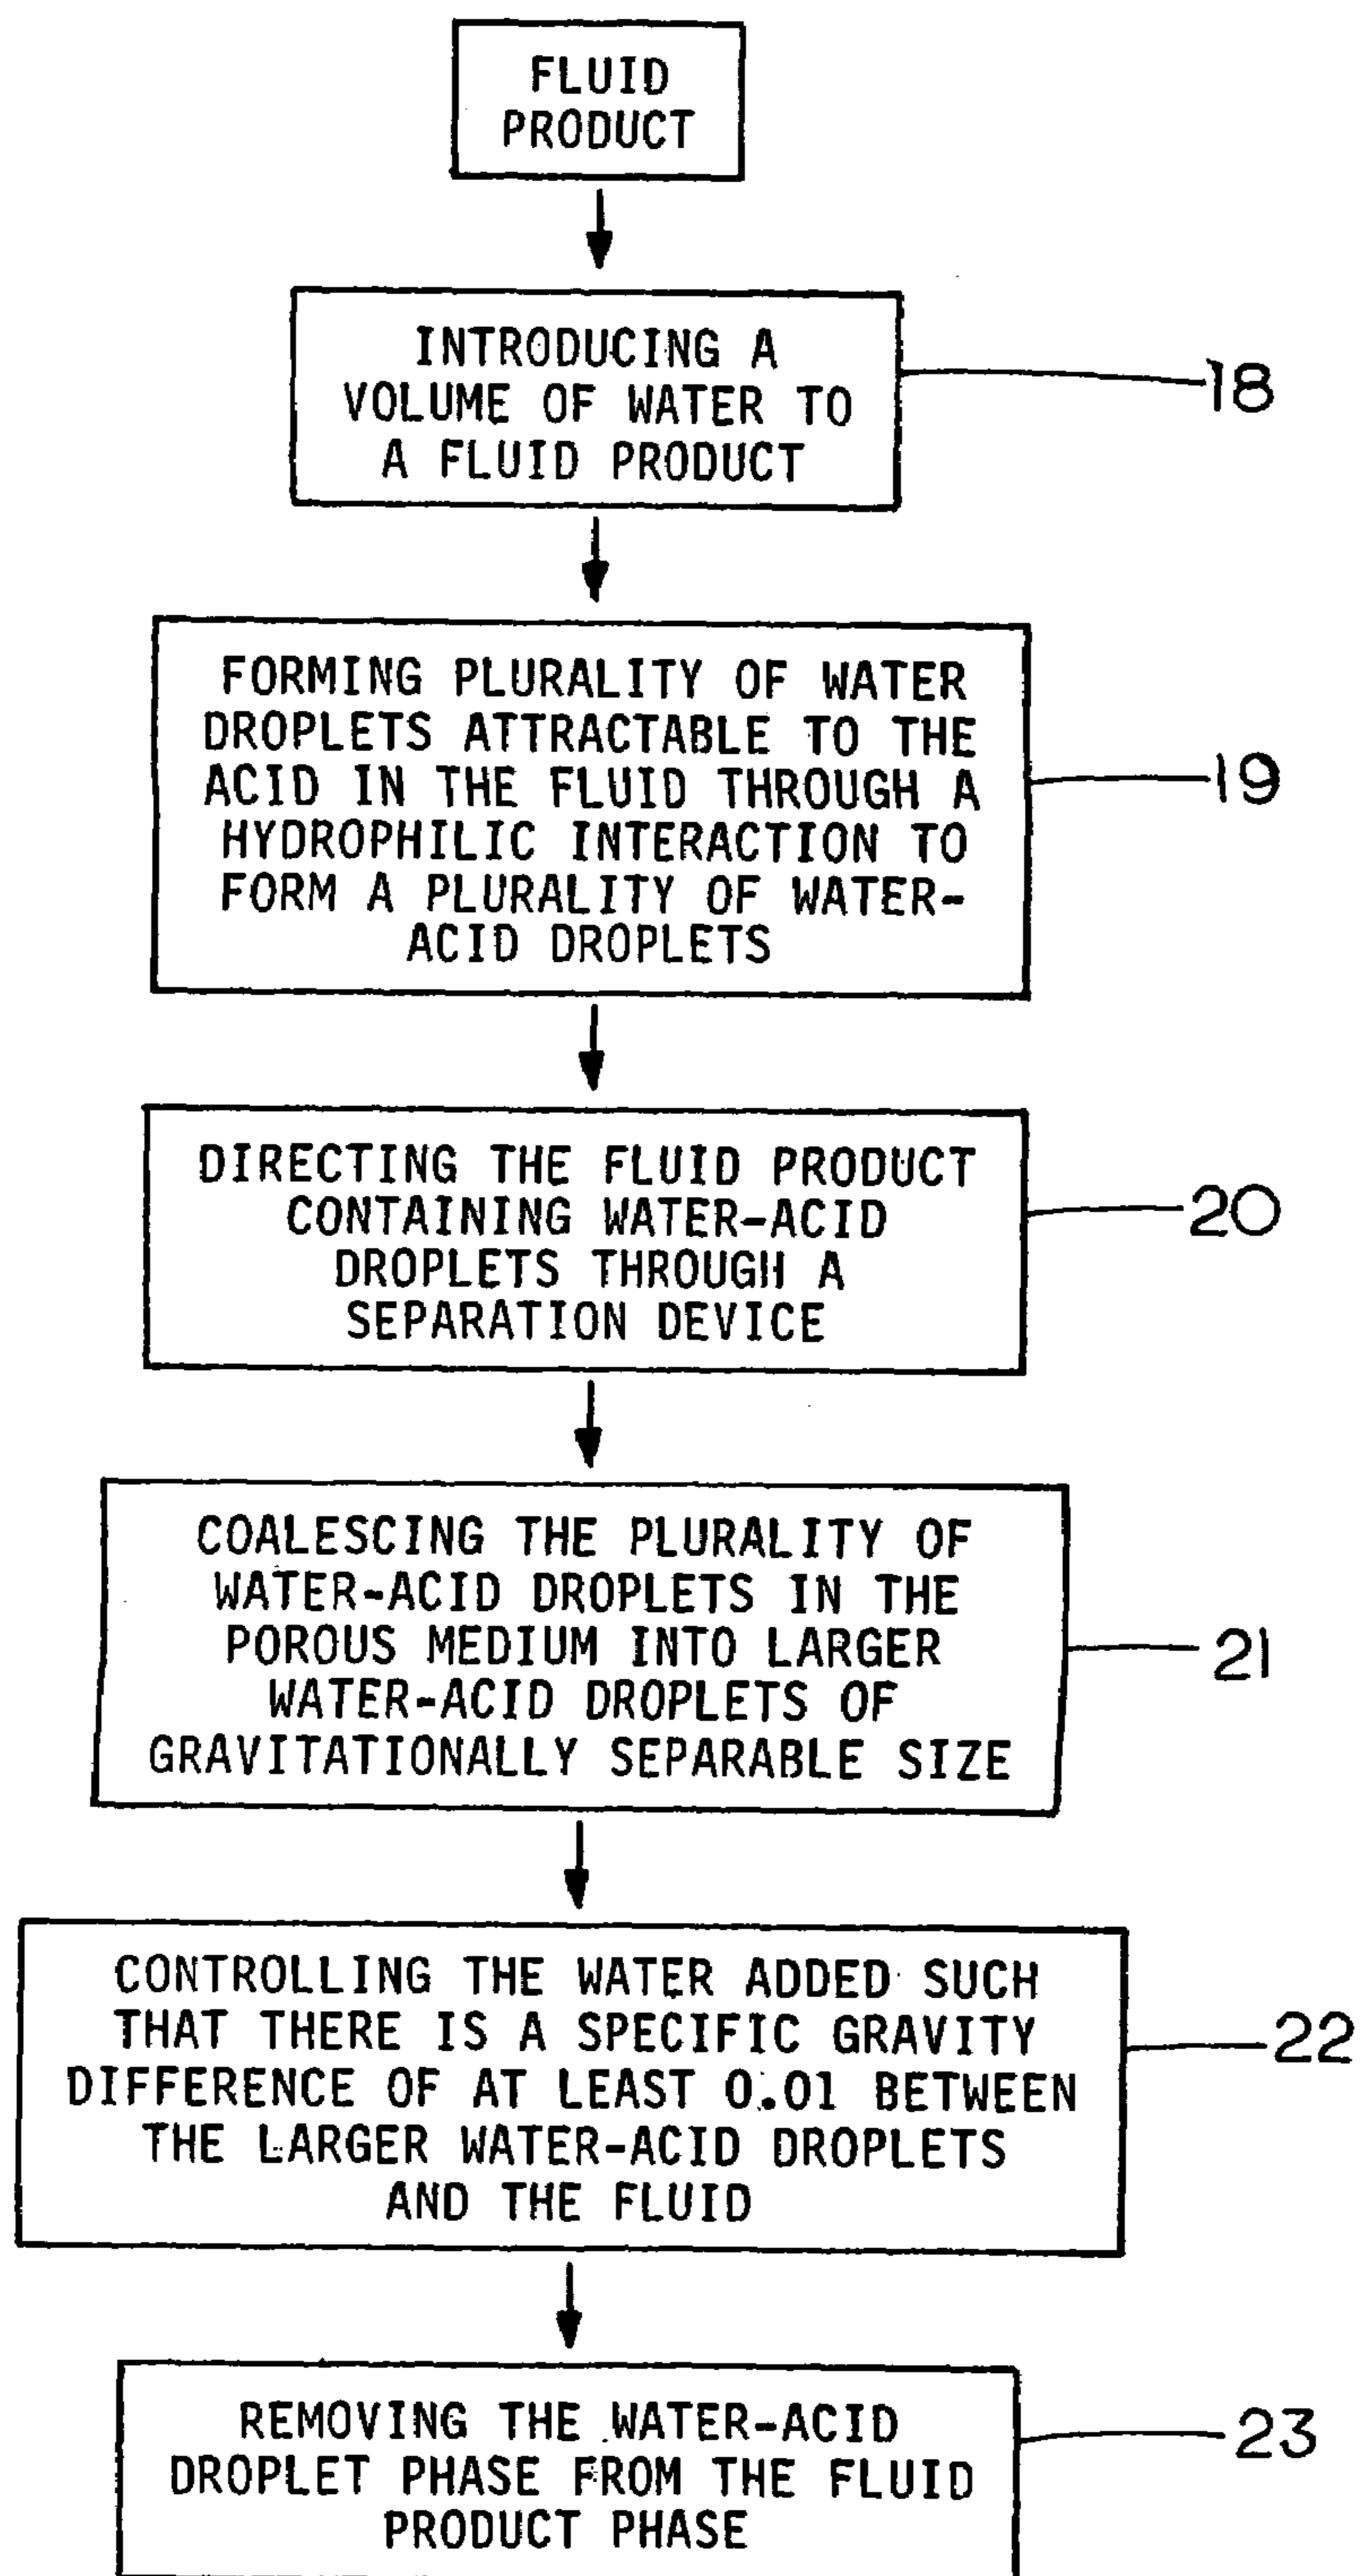 FLUID
PRODUCT
INTRODUCING A
VOLUME OF WATER TO
A FLUID PRODUCT
18
FORMING PLURALITY OF WATER
DROPLETS ATTRACTABLE TO THE
ACID IN THE FLUID THROUGH A
HYDROPHILIC INTERACTION TO
FORM A PLURALITY OF WATER-
ACID DROPLETS
19
DIRECTING THE FLUID PRODUCT
CONTAINING WATER-ACID
DROPLETS THROUGH A
SEPARATION DEVICE
20
COALESCING THE PLURALITY OF
WATER-ACID DROPLETS IN THE
POROUS MEDIUM INTO LARGER
WATER-ACID DROPLETS OF
GRAVITATIONALLY SEPARABLE SIZE
21
CONTROLLING THE WATER ADDED SUCH
THAT THERE IS A SPECIFIC GRAVITY
DIFFERENCE OF AT LEAST 0.01 BETWEEN
THE LARGER WATER-ACID DROPLETS
AND THE FLUID
22
REMOVING THE WATER-ACID
DROPLET PHASE FROM THE FLUID
PRODUCT PHASE
23